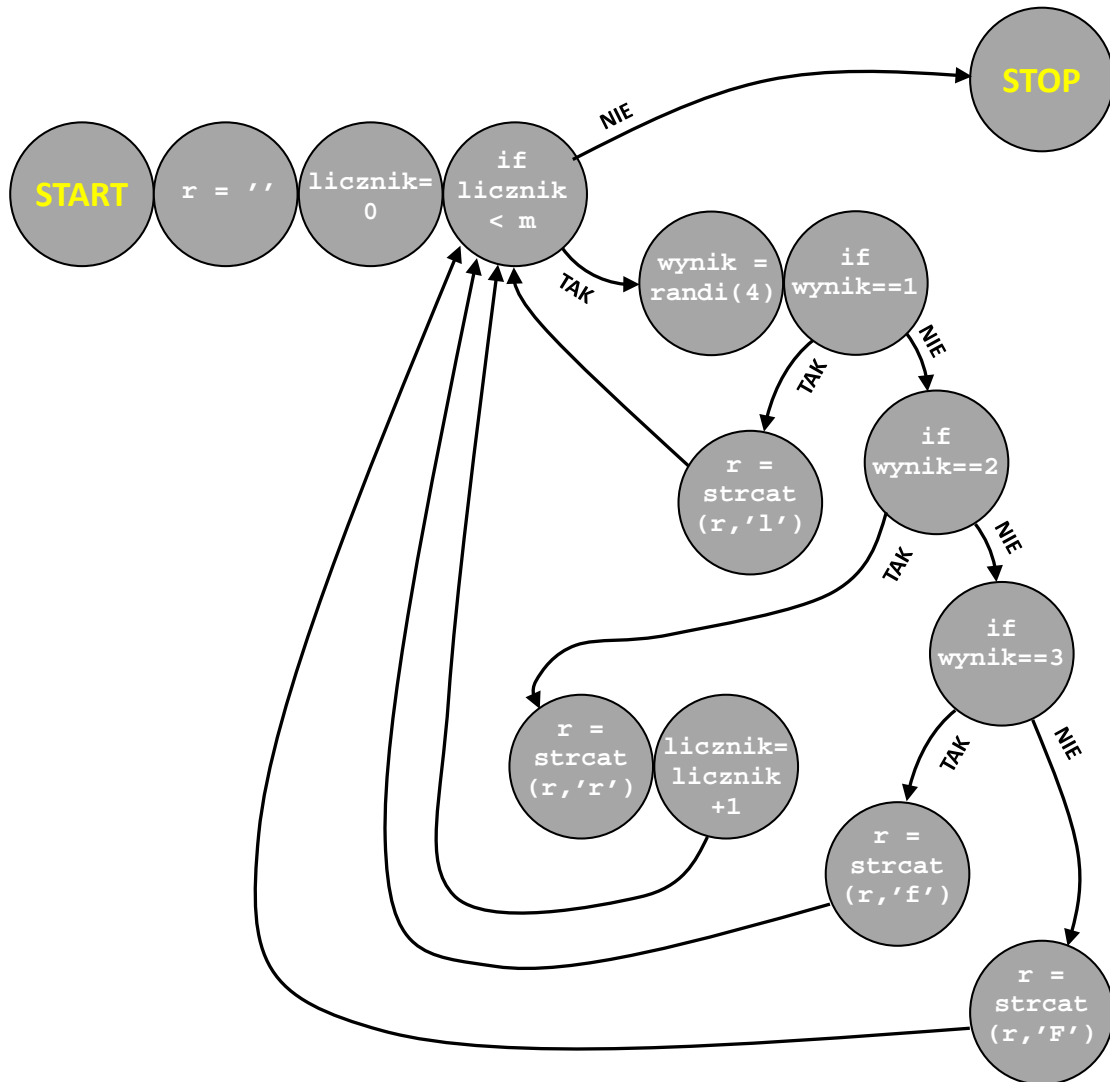 STOP
NIE
START
r = ’’
licznik=
0
if
licznik
< m
TAK
wynik =
randi(4)
if
wynik==1
NIE
TAK
r =
strcat
(r,’l’)
if
wynik==2
NIE
TAK
if
wynik==3
NIE
TAK
r =
strcat
(r,’r’)
licznik=
licznik
+1
r =
strcat
(r,’f’)
r =
strcat
(r,’F’)